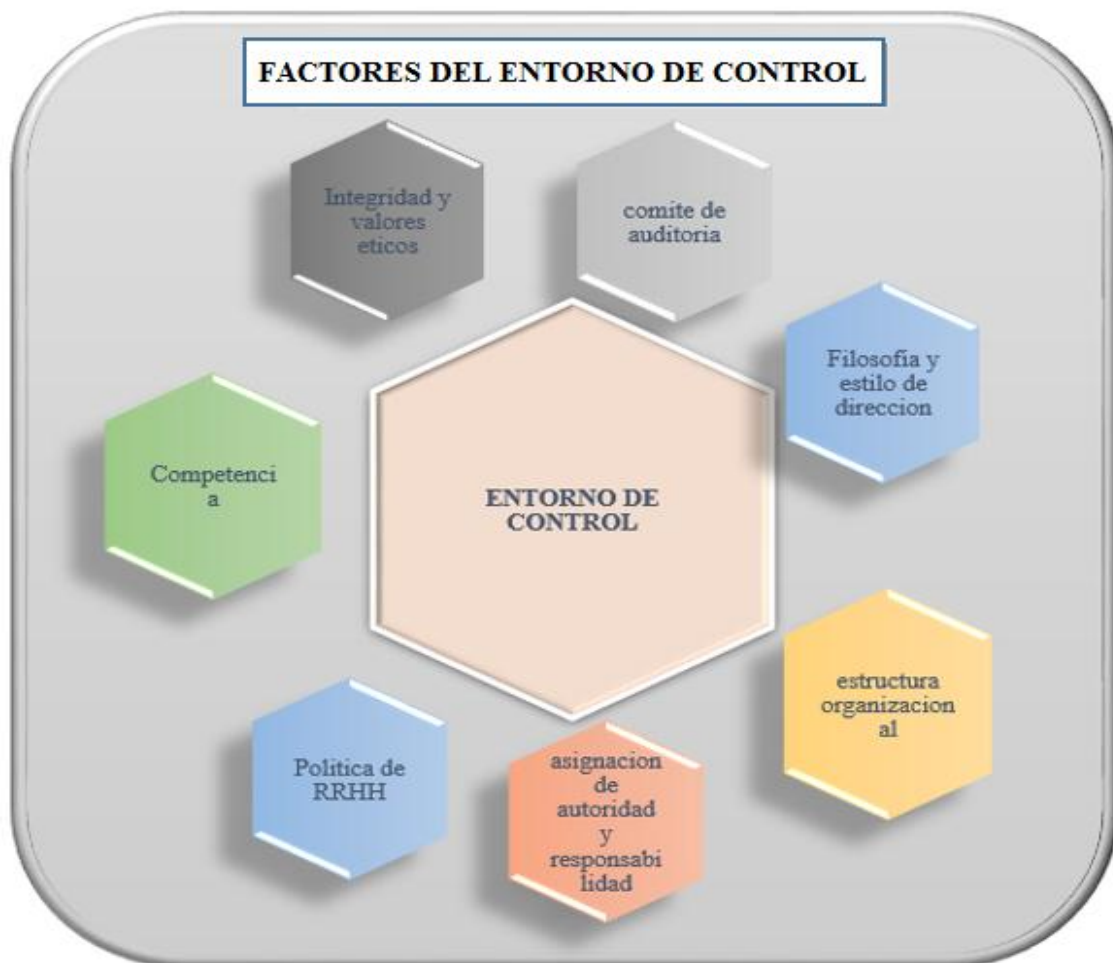 FACTORES DEL ENTORNO DE CONTROL
Integridad y
valores
eticos
comite de
auditoria
Filosofía y
estilo de
direccion
Competenci
a
ENTORNO DE
CONTROL
estructura
organizacion
al
Politica de
RRHH
asignacion
de
autoridad
y
responsabi
lidad